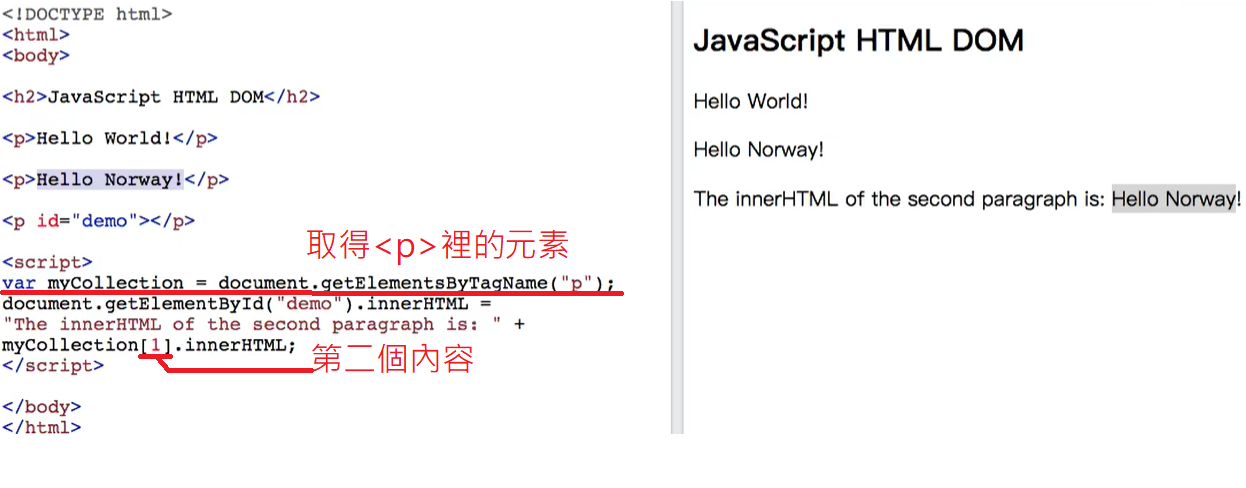 <!DOCTYPE html>
<html>
<body>
<h2>JavaScript HTML DOM</h2>
<p>Hello World!</p>
<p>Hello Norway!</p>
<p id="demo"></p>
<script>
取得<p>裡的元素
var myCollection = document.getElementsByTagName("p");
document.getElementById("demo").innerHTML =
"The innerHTML of the second paragraph is: " +
myCollection[1].innerHTML;
第二個內容
</script>
</body>
</html>
JavaScript HTML DOM
Hello World!
Hello Norway!
The innerHTML of the second paragraph is: Hello Norway!